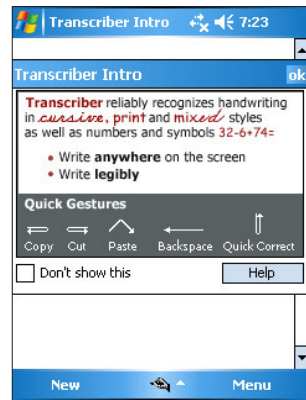 Transcriber Intro 7:23
Transcriber Intro ok
Transcriber reliably recognizes handwriting
in cursive, print and mixed styles
as well as numbers and symbols 32-6+74=
• Write anywhere on the screen
• Write legibly
Quick Gestures
Copy Cut Paste Backspace Quick Correct
Don't show this Help
New Menu